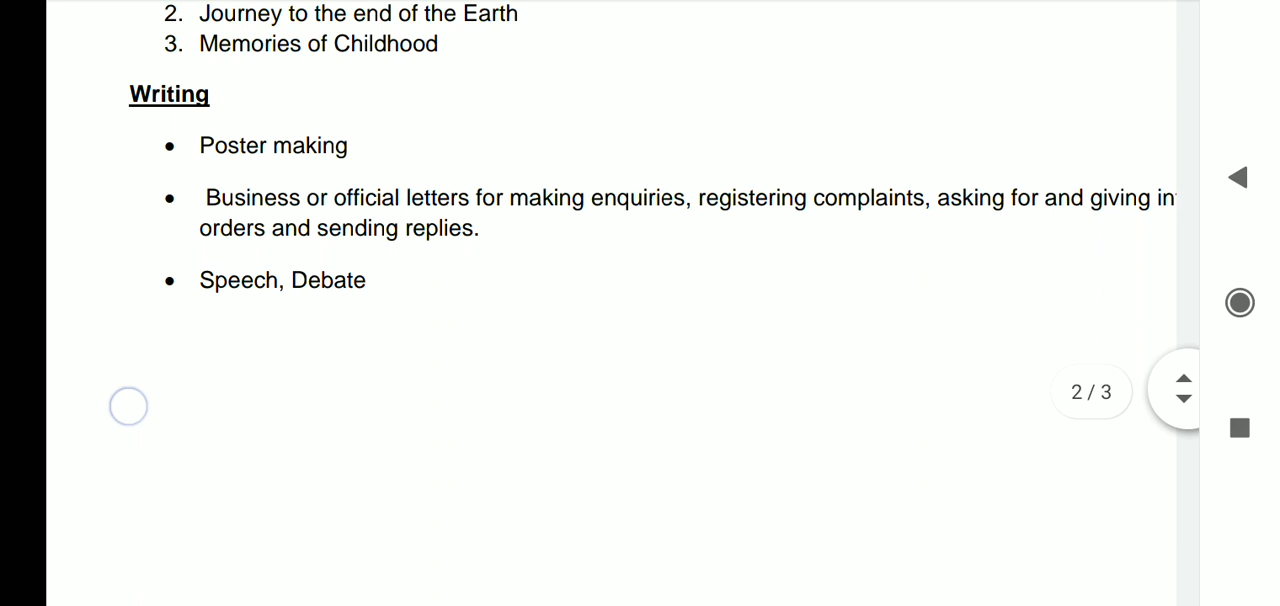 2. Journey to the end of the Earth
3. Memories of Childhood
Writing
• Poster making
• Business or official letters for making enquiries, registering complaints, asking for and giving
orders and sending replies.
• Speech, Debate
2 / 3